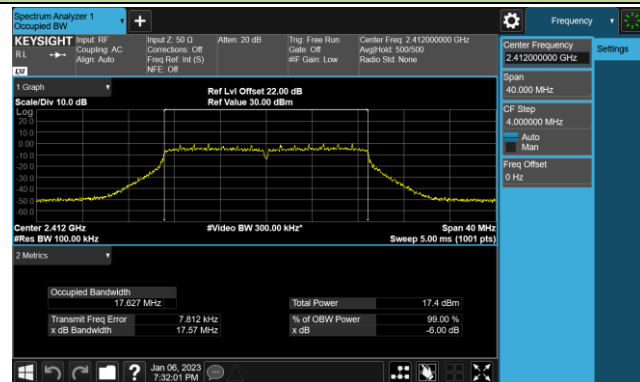 Spectrum Analyzer 1
Occupied BW
Frequency
KEYSIGHT
RL
Input: RF
Coupling: AC
Align: Auto
Input Z: 50 Ω
Corrections: Off
Freq Ref: Int (S)
NFE: Off
Atten: 20 dB
Trig: Free Run
Gate: Off
#IF Gain: Low
Center Freq: 2.412000000 GHz
Avg|Hold: 500/500
Radio Std: None
LXI
1 Graph
Scale/Div 10.0 dB
Ref Lvl Offset 22.00 dB
Ref Value 30.00 dBm
Log
20.0
10.0
0.00
-10.0
-20.0
-30.0
-40.0
-50.0
-60.0
Center 2.412 GHz
#Res BW 100.00 kHz
#Video BW 300.00 kHz*
Span 40 MHz
Sweep 5.00 ms (1001 pts)
2 Metrics
Occupied Bandwidth
17.627 MHz
Transmit Freq Error 7.812 kHz
x dB Bandwidth 17.57 MHz
Total Power 17.4 dBm
% of OBW Power 99.00 %
x dB -6.00 dB
Center Frequency
2.412000000 GHz
Settings
Span
40.000 MHz
CF Step
4.000000 MHz
Auto
Man
Freq Offset
0 Hz
?
Jan 06, 2023
7:32:01 PM